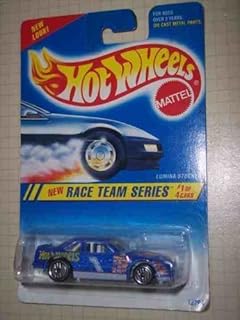 NEW
LOOK!
FOR AGES
OVER 3 YEARS.
DIE CAST METAL PARTS.
HOT WHEELS
MATTEL
LUMINA STOCKER
NEW RACE TEAM SERIES #1 OF
4 CARS